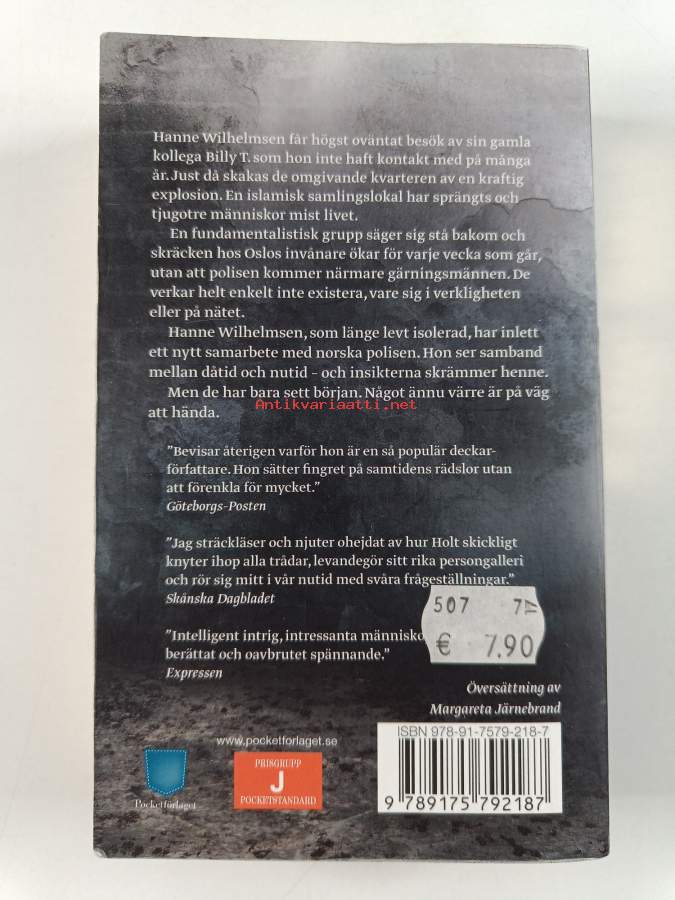 Hanne Wilhelmsen får högst oväntat besök av sin gamla
kollega Billy T. som hon inte haft kontakt med på många
år. Just då skakas de omgivande kvarteren av en kraftig
explosion. En islamisk samlingslokal har sprängts och
tjugotre människor mist livet.
En fundamentalistisk grupp säger sig stå bakom och
skräcken hos Oslos invånare ökar för varje vecka som går,
utan att polisen kommer närmare gärningsmännen. De
verkar helt enkelt inte existera, vare sig i verkligheten
eller på nätet.
Hanne Wilhelmsen, som länge levt isolerad, har inlett
ett nytt samarbete med norska polisen. Hon ser samband
mellan dåtid och nutid – och insikterna skrämmer henne.
Men de har bara sett början. Något ännu värre är på väg
att hända.
Antikvariaatti.net
"Bevisar återigen varför hon är en så populär deckar-
författare. Hon sätter fingret på samtidens rädslor utan
att förenkla för mycket."
Göteborgs-Posten
"Jag sträckläser och njuter ohejdat av hur Holt skickligt
knyter ihop alla trådar, levandegör sitt rika persongalleri
och rör sig mitt i vår nutid med svåra frågeställningar."
Skånska Dagbladet
507
€ 7.90
"Intelligent intrig, intressanta människo
berättat och oavbrutet spännande."
Expressen
Översättning av
Margareta Järnebrand
www.pocketforlaget.se
Pocketförlaget
PRISGRUPP
J
POCKETSTANDARD
ISBN 978-91-7579-218-7
9 789175 792187